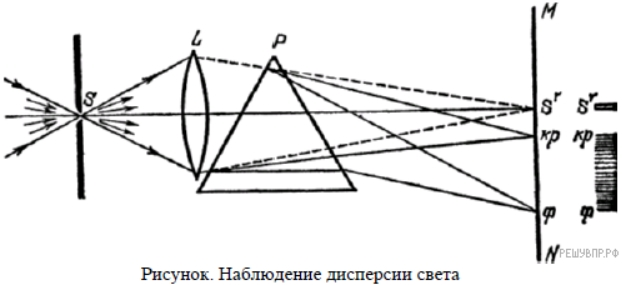 M
L P
S
S' S'
кр кр
ф ф
N
РЕШУВПР.РФ
Рисунок. Наблюдение дисперсии света